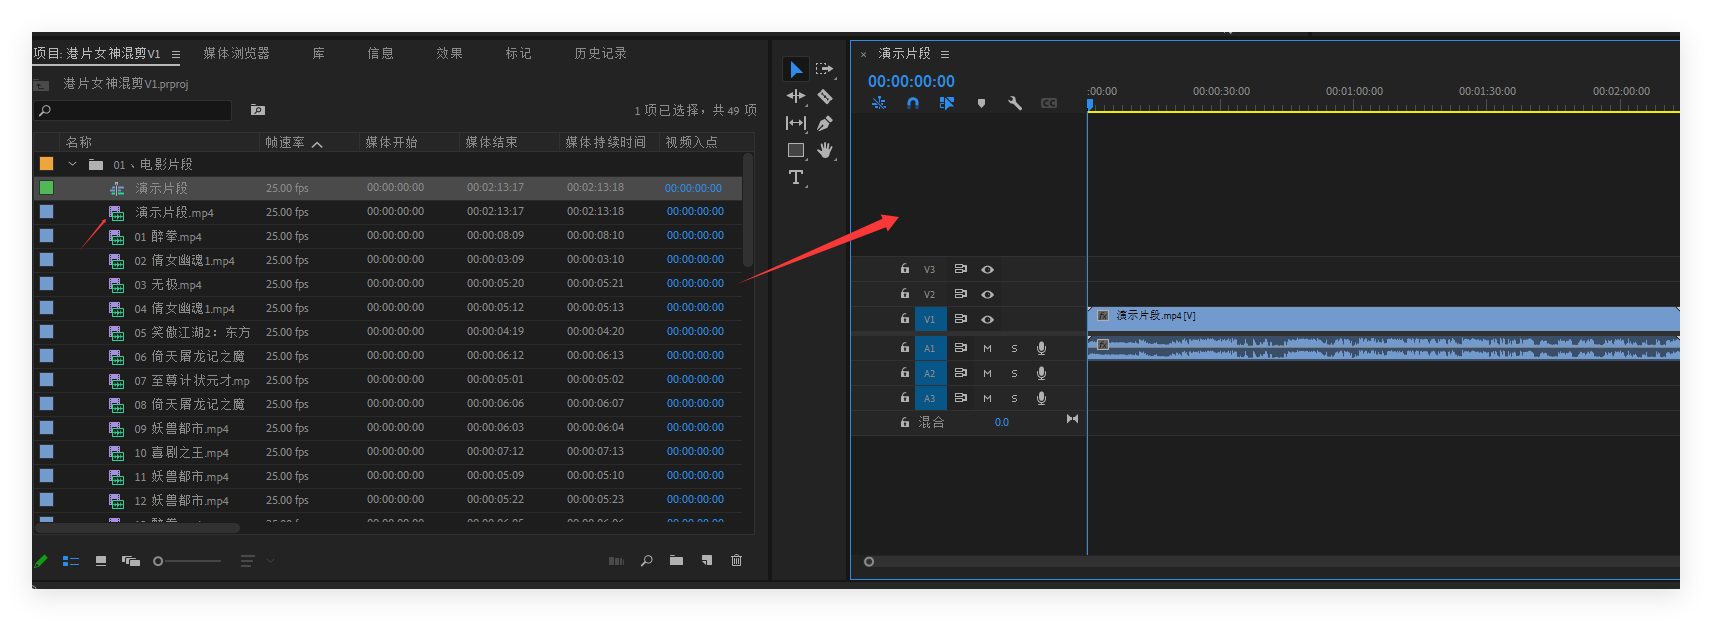 项目: 港片女神混剪V1 ☰ 媒体浏览器 库 信息 效果 标记 历史记录
港片女神混剪V1.prproj
1 项已选择，共 49 项
名称 帧速率 媒体开始 媒体结束 媒体持续时间 视频入点
01、电影片段
演示片段 25.00 fps 00:00:00:00 00:02:13:17 00:02:13:18 00:00:00:00
演示片段.mp4 25.00 fps 00:00:00:00 00:02:13:17 00:02:13:18 00:00:00:00
01 醉拳.mp4 25.00 fps 00:00:00:00 00:00:08:09 00:00:08:10 00:00:00:00
02 倩女幽魂1.mp4 25.00 fps 00:00:00:00 00:00:03:09 00:00:03:10 00:00:00:00
03 无极.mp4 25.00 fps 00:00:00:00 00:00:05:20 00:00:05:21 00:00:00:00
04 倩女幽魂1.mp4 25.00 fps 00:00:00:00 00:00:05:12 00:00:05:13 00:00:00:00
05 笑傲江湖2：东方 25.00 fps 00:00:00:00 00:00:04:19 00:00:04:20 00:00:00:00
06 倚天屠龙记之魔 25.00 fps 00:00:00:00 00:00:06:12 00:00:06:13 00:00:00:00
07 至尊计状元才.mp 25.00 fps 00:00:00:00 00:00:05:01 00:00:05:02 00:00:00:00
08 倚天屠龙记之魔 25.00 fps 00:00:00:00 00:00:06:06 00:00:06:07 00:00:00:00
09 妖兽都市.mp4 25.00 fps 00:00:00:00 00:00:06:03 00:00:06:04 00:00:00:00
10 喜剧之王.mp4 25.00 fps 00:00:00:00 00:00:07:12 00:00:07:13 00:00:00:00
11 妖兽都市.mp4 25.00 fps 00:00:00:00 00:00:05:09 00:00:05:10 00:00:00:00
12 妖兽都市.mp4 25.00 fps 00:00:00:00 00:00:05:22 00:00:05:23 00:00:00:00
T
× 演示片段 ☰
00:00:00:00
:00:00 00:00:30:00 00:01:00:00 00:01:30:00 00:02:00:00
CC
V3
V2
V1 fx 演示片段.mp4 [V]
A1 M S fx
A2 M S
A3 M S
混合 0.0